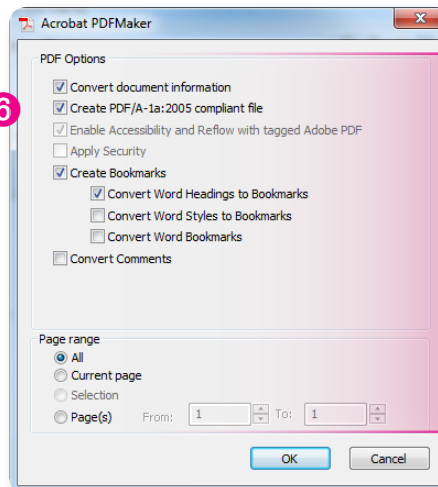 Acrobat PDFMaker
PDF Options
Convert document information
6
Create PDF/A-1a:2005 compliant file
Enable Accessibility and Reflow with tagged Adobe PDF
Apply Security
Create Bookmarks
Convert Word Headings to Bookmarks
Convert Word Styles to Bookmarks
Convert Word Bookmarks
Convert Comments
Page range
All
Current page
Selection
Page(s) From: 1 To: 1
OK Cancel